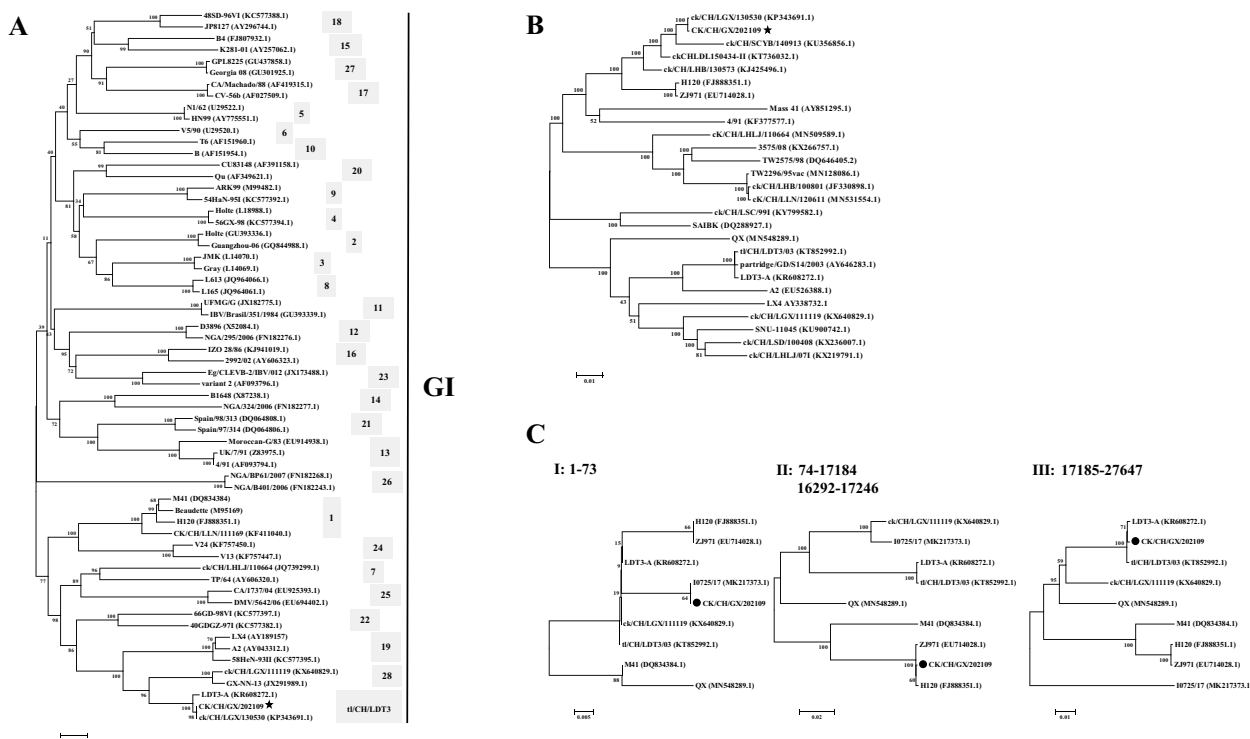 A
48SD-96VI (KC577388.1)
JP8127 (AY296744.1)
18
B4 (FJ807932.1)
K281-01 (AY257062.1)
15
GPL8225 (GU437858.1)
Georgia 08 (GU301925.1)
27
CA/Machado/88 (AF419315.1)
CV-56b (AF027509.1)
17
N1/62 (U29522.1)
HN99 (AY775551.1)
5
V5/90 (U29520.1)
6
T6 (AF151960.1)
B (AF151954.1)
10
CU83148 (AF391158.1)
Qu (AF349621.1)
20
ARK99 (M99482.1)
54HaN-95I (KC577392.1)
9
Holte (L18988.1)
56GX-98 (KC577394.1)
4
Holte (GU393336.1)
Guangzhou-06 (GQ844988.1)
2
JMK (L14070.1)
Gray (L14069.1)
3
L613 (JQ964066.1)
L165 (JQ964061.1)
8
UFMG/G (JX182775.1)
IBV/Brasil/351/1984 (GU393339.1)
11
D3896 (X52084.1)
NGA/295/2006 (FN182276.1)
12
IZO 28/86 (KJ941019.1)
2992/02 (AY606323.1)
16
Eg/CLEVB-2/IBV/012 (JX173488.1)
variant 2 (AF093796.1)
23
B1648 (X87238.1)
NGA/324/2006 (FN182277.1)
14
Spain/98/313 (DQ064808.1)
Spain/97/314 (DQ064806.1)
21
Moroccan-G/83 (EU914938.1)
UK/7/91 (Z83975.1)
4/91 (AF093794.1)
13
NGA/BP61/2007 (FN182268.1)
NGA/B401/2006 (FN182243.1)
26
M41 (DQ834384)
Beaudette (M95169)
H120 (FJ888351.1)
CK/CH/LLN/111169 (KF411040.1)
1
V24 (KF757450.1)
V13 (KF757447.1)
24
ck/CH/LHLJ/110664 (JQ739299.1)
TP/64 (AY606320.1)
7
CA/1737/04 (EU925393.1)
DMV/5642/06 (EU694402.1)
25
66GD-98VI (KC577397.1)
40GDGZ-97I (KC577382.1)
22
LX4 (AY189157)
A2 (AY043312.1)
58HeN-93II (KC577395.1)
19
ck/CH/LGX/111119 (KX640829.1)
GX-NN-13 (JX291989.1)
28
LDT3-A (KR608272.1)
CK/CH/GX/202109 ★
ck/CH/LGX/130530 (KP343691.1)
tl/CH/LDT3
GI
B
ck/CH/LGX/130530 (KP343691.1)
CK/CH/GX/202109 ★
ck/CH/SCYB/140913 (KU356856.1)
ckCHLDL150434-II (KT736032.1)
ck/CH/LHB/130573 (KJ425496.1)
H120 (FJ888351.1)
ZJ971 (EU714028.1)
Mass 41 (AY851295.1)
4/91 (KF377577.1)
cK/CH/LHLJ/110664 (MN509589.1)
3575/08 (KX266757.1)
TW2575/98 (DQ646405.2)
TW2296/95vac (MN128086.1)
ck/CH/LHB/100801 (JF330898.1)
cK/CH/LLN/120611 (MN531554.1)
ck/CH/LSC/99I (KY799582.1)
SAIBK (DQ288927.1)
QX (MN548289.1)
tl/CH/LDT3/03 (KT852992.1)
partridge/GD/S14/2003 (AY646283.1)
LDT3-A (KR608272.1)
A2 (EU526388.1)
LX4 AY338732.1
ck/CH/LGX/111119 (KX640829.1)
SNU-11045 (KU900742.1)
ck/CH/LSD/100408 (KX236007.1)
ck/CH/LHLJ/07I (KX219791.1)
0.01
C
I: 1-73
H120 (FJ888351.1)
ZJ971 (EU714028.1)
LDT3-A (KR608272.1)
I0725/17 (MK217373.1)
CK/CH/GX/202109
ck/CH/LGX/111119 (KX640829.1)
tl/CH/LDT3/03 (KT852992.1)
M41 (DQ834384.1)
QX (MN548289.1)
0.005
II: 74-17184
16292-17246
ck/CH/LGX/111119 (KX640829.1)
I0725/17 (MK217373.1)
LDT3-A (KR608272.1)
tl/CH/LDT3/03 (KT852992.1)
QX (MN548289.1)
M41 (DQ834384.1)
ZJ971 (EU714028.1)
CK/CH/GX/202109
H120 (FJ888351.1)
0.02
III: 17185-27647
LDT3-A (KR608272.1)
CK/CH/GX/202109
tl/CH/LDT3/03 (KT852992.1)
ck/CH/LGX/111119 (KX640829.1)
QX (MN548289.1)
M41 (DQ834384.1)
H120 (FJ888351.1)
ZJ971 (EU714028.1)
I0725/17 (MK217373.1)
0.01